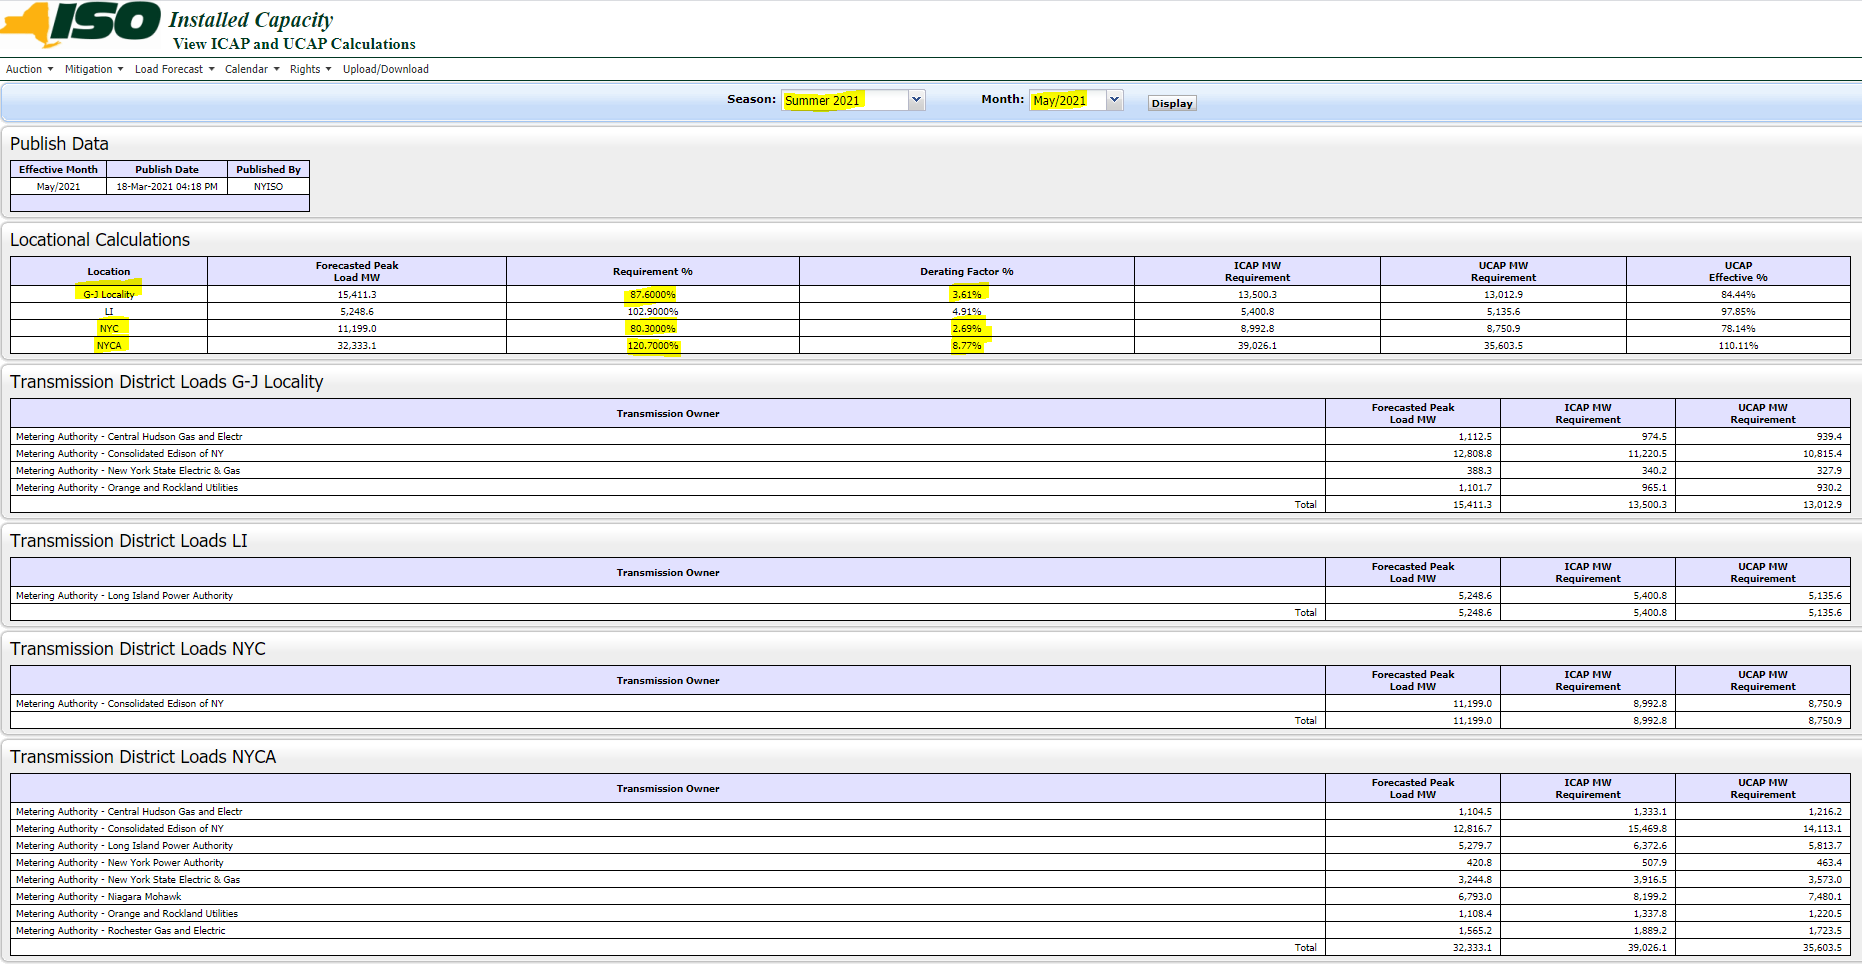 ISO Installed Capacity
View ICAP and UCAP Calculations
Auction Mitigation Load Forecast Calendar Rights Upload/Download
Season: Summer 2021 Month: May/2021 Display
Publish Data
Effective Month Publish Date Published By
May/2021 18-Mar-2021 04:18 PM NYISO
Locational Calculations
Location Forecasted Peak Load MW Requirement % Derating Factor % ICAP MW Requirement UCAP MW Requirement UCAP Effective %
G-J Locality 15,411.3 87.6000% 3.61% 13,500.3 13,012.9 84.44%
LI 5,248.6 102.9000% 4.91% 5,400.8 5,135.6 97.85%
NYC 11,199.0 80.3000% 2.69% 8,992.8 8,750.9 78.14%
NYCA 32,333.1 120.7000% 8.77% 39,026.1 35,603.5 110.11%
Transmission District Loads G-J Locality
Transmission Owner Forecasted Peak Load MW ICAP MW Requirement UCAP MW Requirement
Metering Authority - Central Hudson Gas and Electr 1,112.5 974.5 939.4
Metering Authority - Consolidated Edison of NY 12,808.8 11,220.5 10,815.4
Metering Authority - New York State Electric & Gas 388.3 340.2 327.9
Metering Authority - Orange and Rockland Utilities 1,101.7 965.1 930.2
Total 15,411.3 13,500.3 13,012.9
Transmission District Loads LI
Transmission Owner Forecasted Peak Load MW ICAP MW Requirement UCAP MW Requirement
Metering Authority - Long Island Power Authority 5,248.6 5,400.8 5,135.6
Total 5,248.6 5,400.8 5,135.6
Transmission District Loads NYC
Transmission Owner Forecasted Peak Load MW ICAP MW Requirement UCAP MW Requirement
Metering Authority - Consolidated Edison of NY 11,199.0 8,992.8 8,750.9
Total 11,199.0 8,992.8 8,750.9
Transmission District Loads NYCA
Transmission Owner Forecasted Peak Load MW ICAP MW Requirement UCAP MW Requirement
Metering Authority - Central Hudson Gas and Electr 1,104.5 1,333.1 1,216.2
Metering Authority - Consolidated Edison of NY 12,816.7 15,469.8 14,113.1
Metering Authority - Long Island Power Authority 5,279.7 6,372.6 5,813.7
Metering Authority - New York Power Authority 420.8 507.9 463.4
Metering Authority - New York State Electric & Gas 3,244.8 3,916.5 3,573.0
Metering Authority - Niagara Mohawk 6,793.0 8,199.2 7,480.1
Metering Authority - Orange and Rockland Utilities 1,108.4 1,337.8 1,220.5
Metering Authority - Rochester Gas and Electric 1,565.2 1,889.2 1,723.5
Total 32,333.1 39,026.1 35,603.5